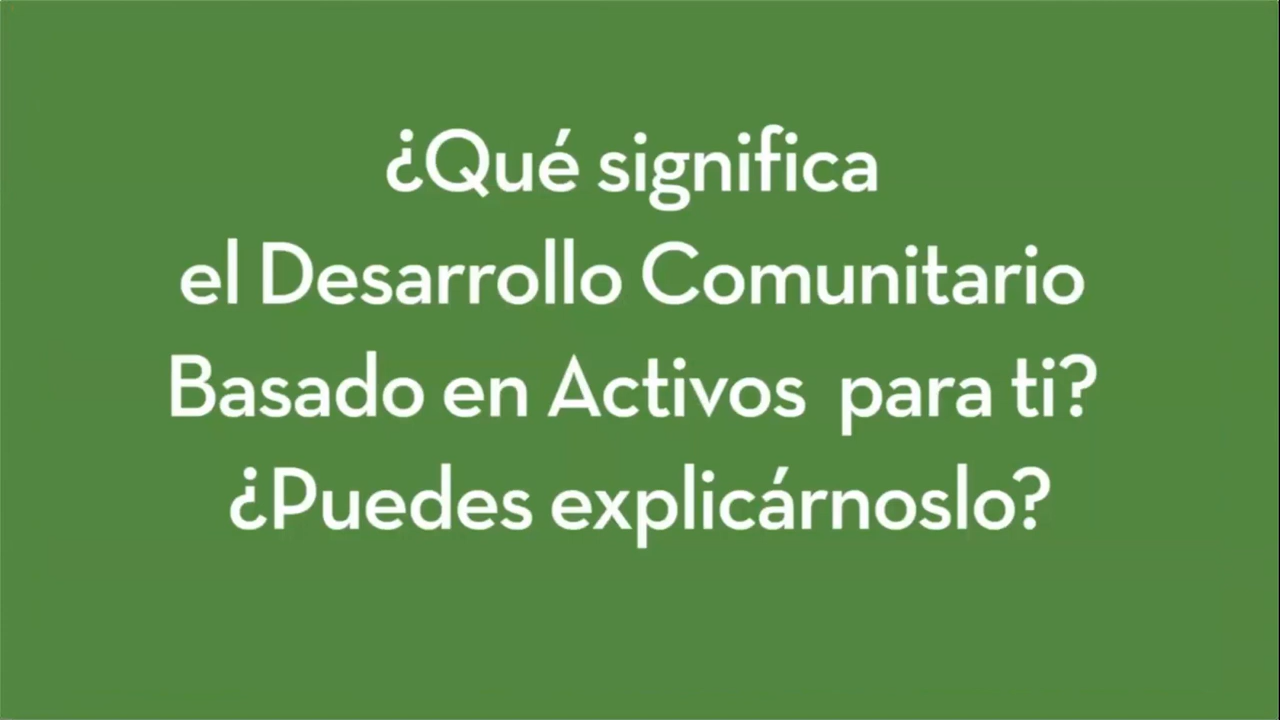 ¿Qué significa
el Desarrollo Comunitario
Basado en Activos para ti?
¿Puedes explicárnoslo?